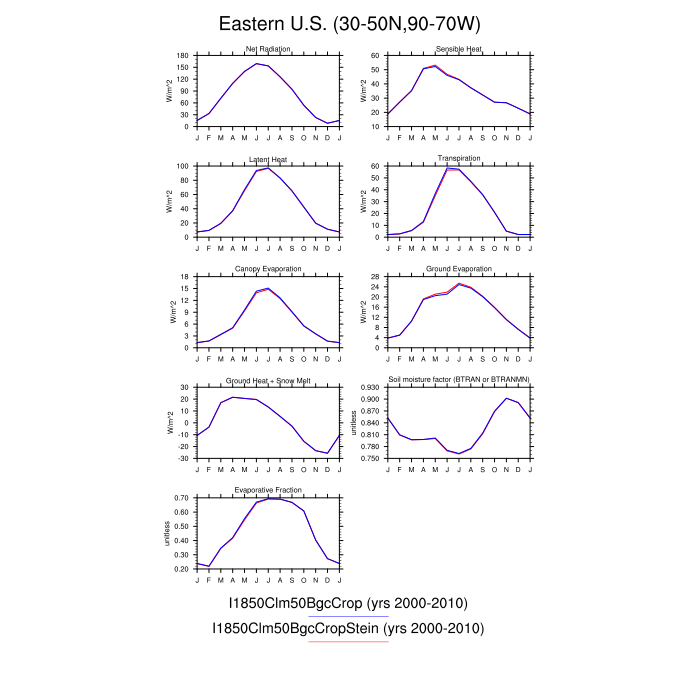 Eastern U.S. (30-50N,90-70W)
Net Radiation
W/m^2
180
150
120
90
60
30
0
J F M A M J J A S O N D J
Sensible Heat
W/m^2
60
50
40
30
20
10
J F M A M J J A S O N D J
Latent Heat
W/m^2
100
80
60
40
20
0
J F M A M J J A S O N D J
Transpiration
W/m^2
60
50
40
30
20
10
0
J F M A M J J A S O N D J
Canopy Evaporation
W/m^2
18
15
12
9
6
3
0
J F M A M J J A S O N D J
Ground Evaporation
W/m^2
28
24
20
16
12
8
4
0
J F M A M J J A S O N D J
Ground Heat + Snow Melt
W/m^2
30
20
10
0
-10
-20
-30
J F M A M J J A S O N D J
Soil moisture factor (BTRAN or BTRANMN)
unitless
0.930
0.900
0.870
0.840
0.810
0.780
0.750
J F M A M J J A S O N D J
Evaporative Fraction
unitless
0.70
0.60
0.50
0.40
0.30
0.20
J F M A M J J A S O N D J
I1850Clm50BgcCrop (yrs 2000-2010)
I1850Clm50BgcCropStein (yrs 2000-2010)